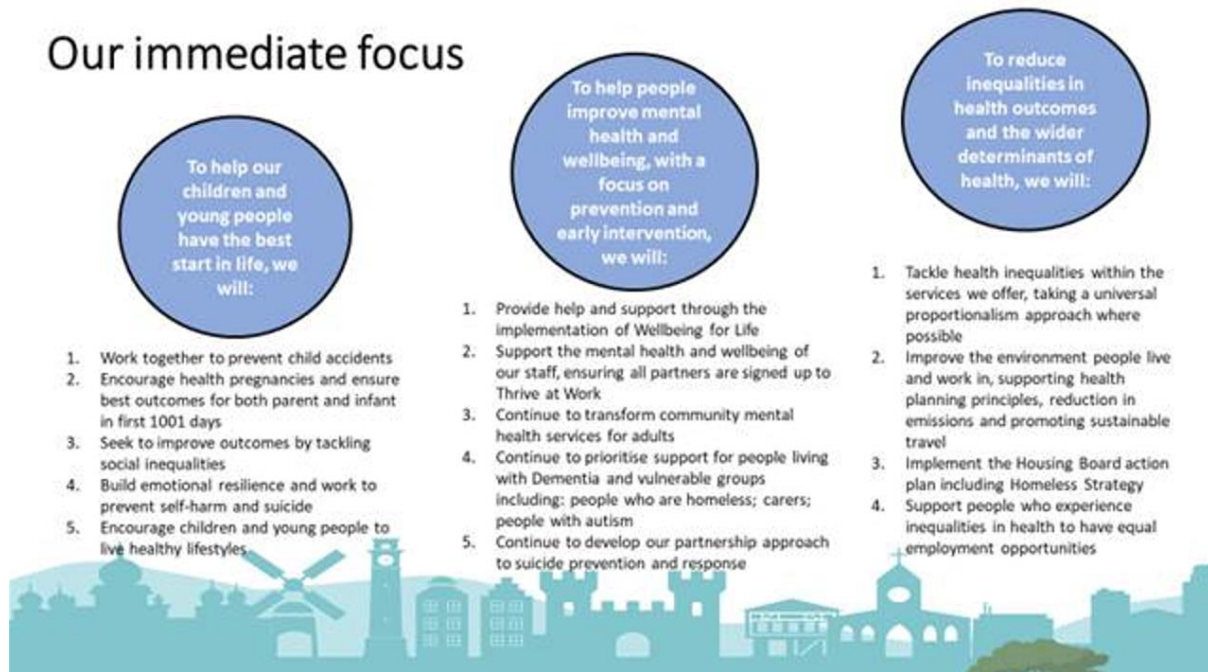 Our immediate focus
To help our
children and
young people
have the best
start in life, we
will:
1. Work together to prevent child accidents
2. Encourage health pregnancies and ensure
best outcomes for both parent and infant
in first 1001 days
3. Seek to improve outcomes by tackling
social inequalities
4. Build emotional resilience and work to
prevent self-harm and suicide
5. Encourage children and young people to
live healthy lifestyles
To help people
improve mental
health and
wellbeing, with a
focus on
prevention and
early intervention,
we will:
1. Provide help and support through the
implementation of Wellbeing for Life
2. Support the mental health and wellbeing of
our staff, ensuring all partners are signed up to
Thrive at Work
3. Continue to transform community mental
health services for adults
4. Continue to prioritise support for people living
with Dementia and vulnerable groups
including: people who are homeless; carers;
people with autism
5. Continue to develop our partnership approach
to suicide prevention and response
To reduce
inequalities in
health outcomes
and the wider
determinants of
health, we will:
1. Tackle health inequalities within the
services we offer, taking a universal
proportionalism approach where
possible
2. Improve the environment people live
and work in, supporting health
planning principles, reduction in
emissions and promoting sustainable
travel
3. Implement the Housing Board action
plan including Homeless Strategy
4. Support people who experience
inequalities in health to have equal
employment opportunities